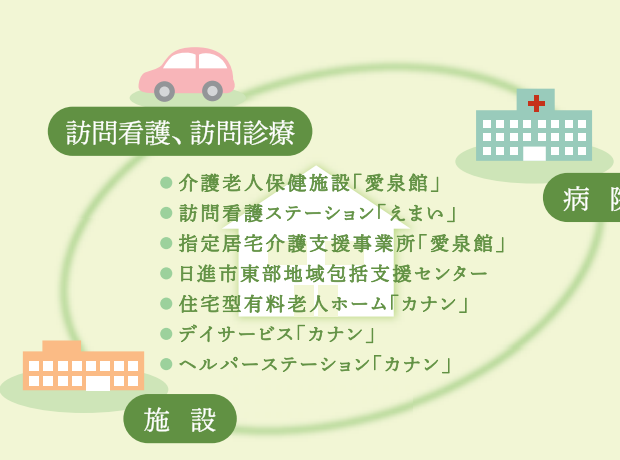 訪問看護、訪問診療
介護老人保健施設「愛泉館」
訪問看護ステーション「えまい」
指定居宅介護支援事業所「愛泉館」
日進市東部地域包括支援センター
住宅型有料老人ホーム「カナン」
デイサービス「カナン」
ヘルパーステーション「カナン」
病
施 設